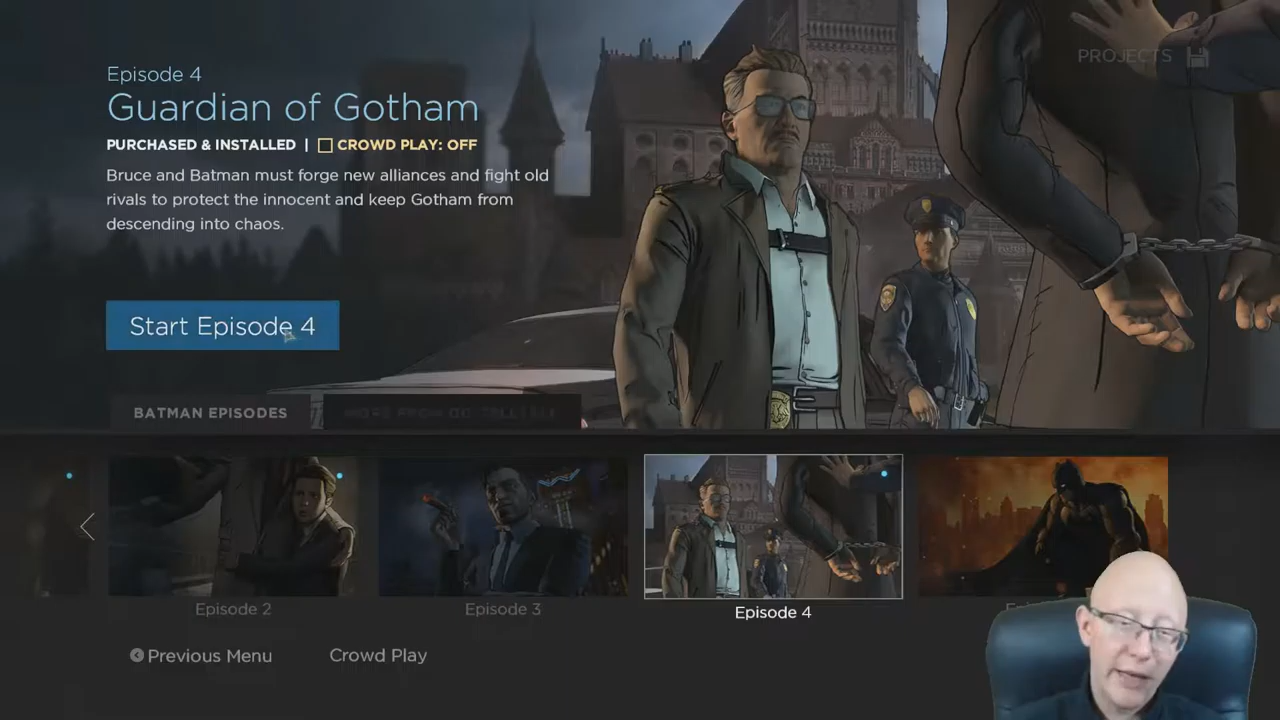 PROJECTS
Episode 4
Guardian of Gotham
PURCHASED & INSTALLED | CROWD PLAY: OFF
Bruce and Batman must forge new alliances and fight old
rivals to protect the innocent and keep Gotham from
descending into chaos.
Start Episode 4
BATMAN EPISODES
Episode 2
Episode 3
Episode 4
Previous Menu
Crowd Play